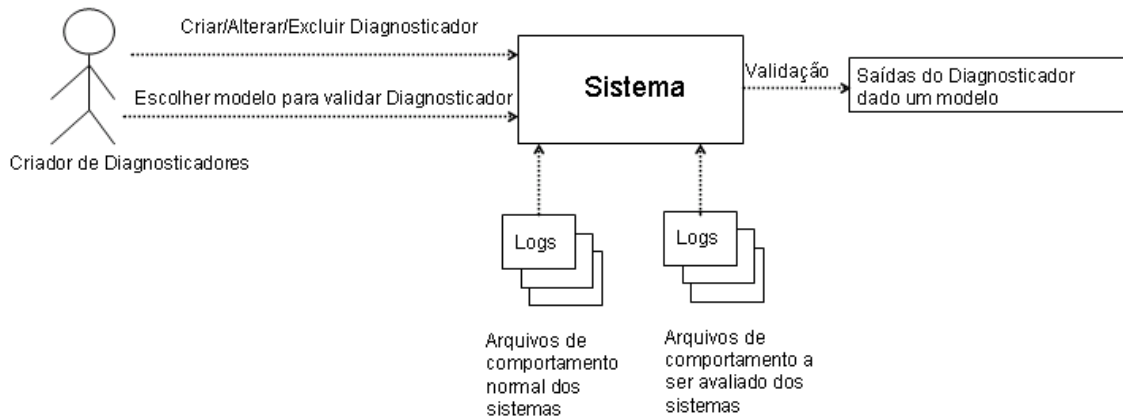 Criar/Alterar/Excluir Diagnosticador
Escolher modelo para validar Diagnosticador
Criador de Diagnosticadores
Sistema
Validação
Saídas do Diagnosticador
dado um modelo
Logs
Arquivos de
comportamento
normal dos
sistemas
Logs
Arquivos de
comportamento a
ser avaliado dos
sistemas